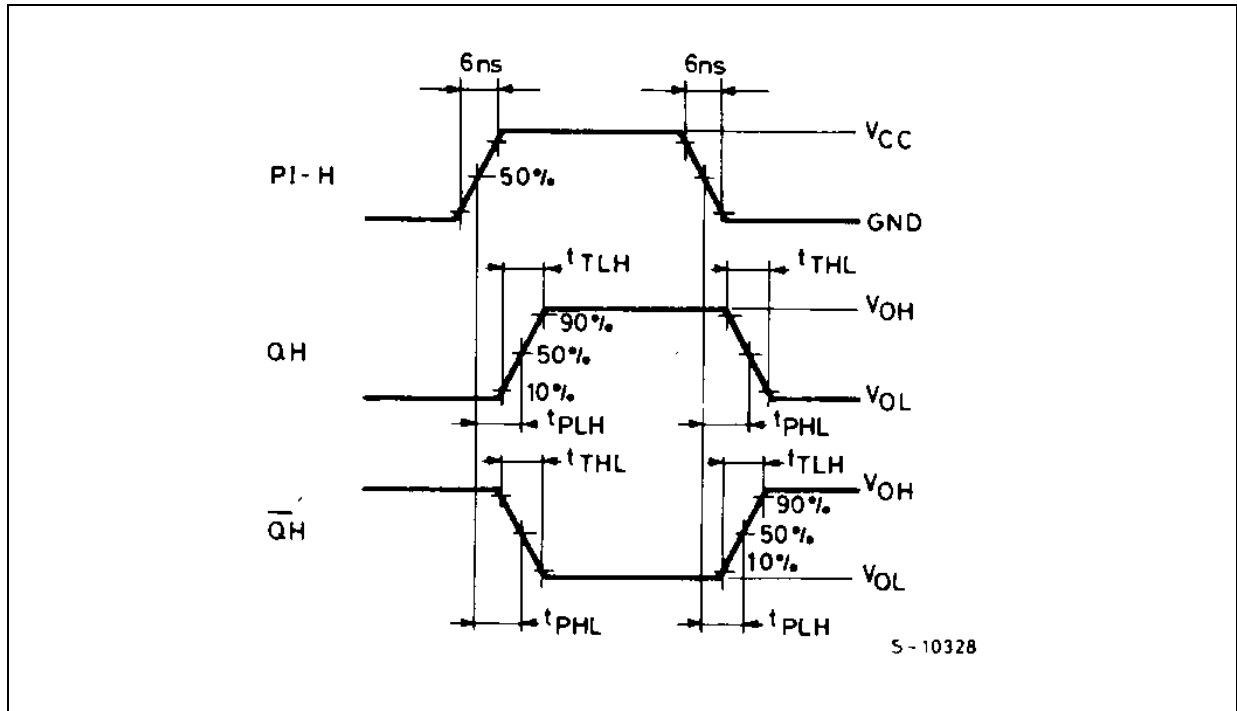 6ns 6ns
VCC
PI-H 50%
GND
tTLH tTHL
VOH
90%
QH 50%
10%
VOL
tPLH tPHL
tTHL tTLH
VOH
90%
Q̅H 50%
10%
VOL
tPHL tPLH
S-10328